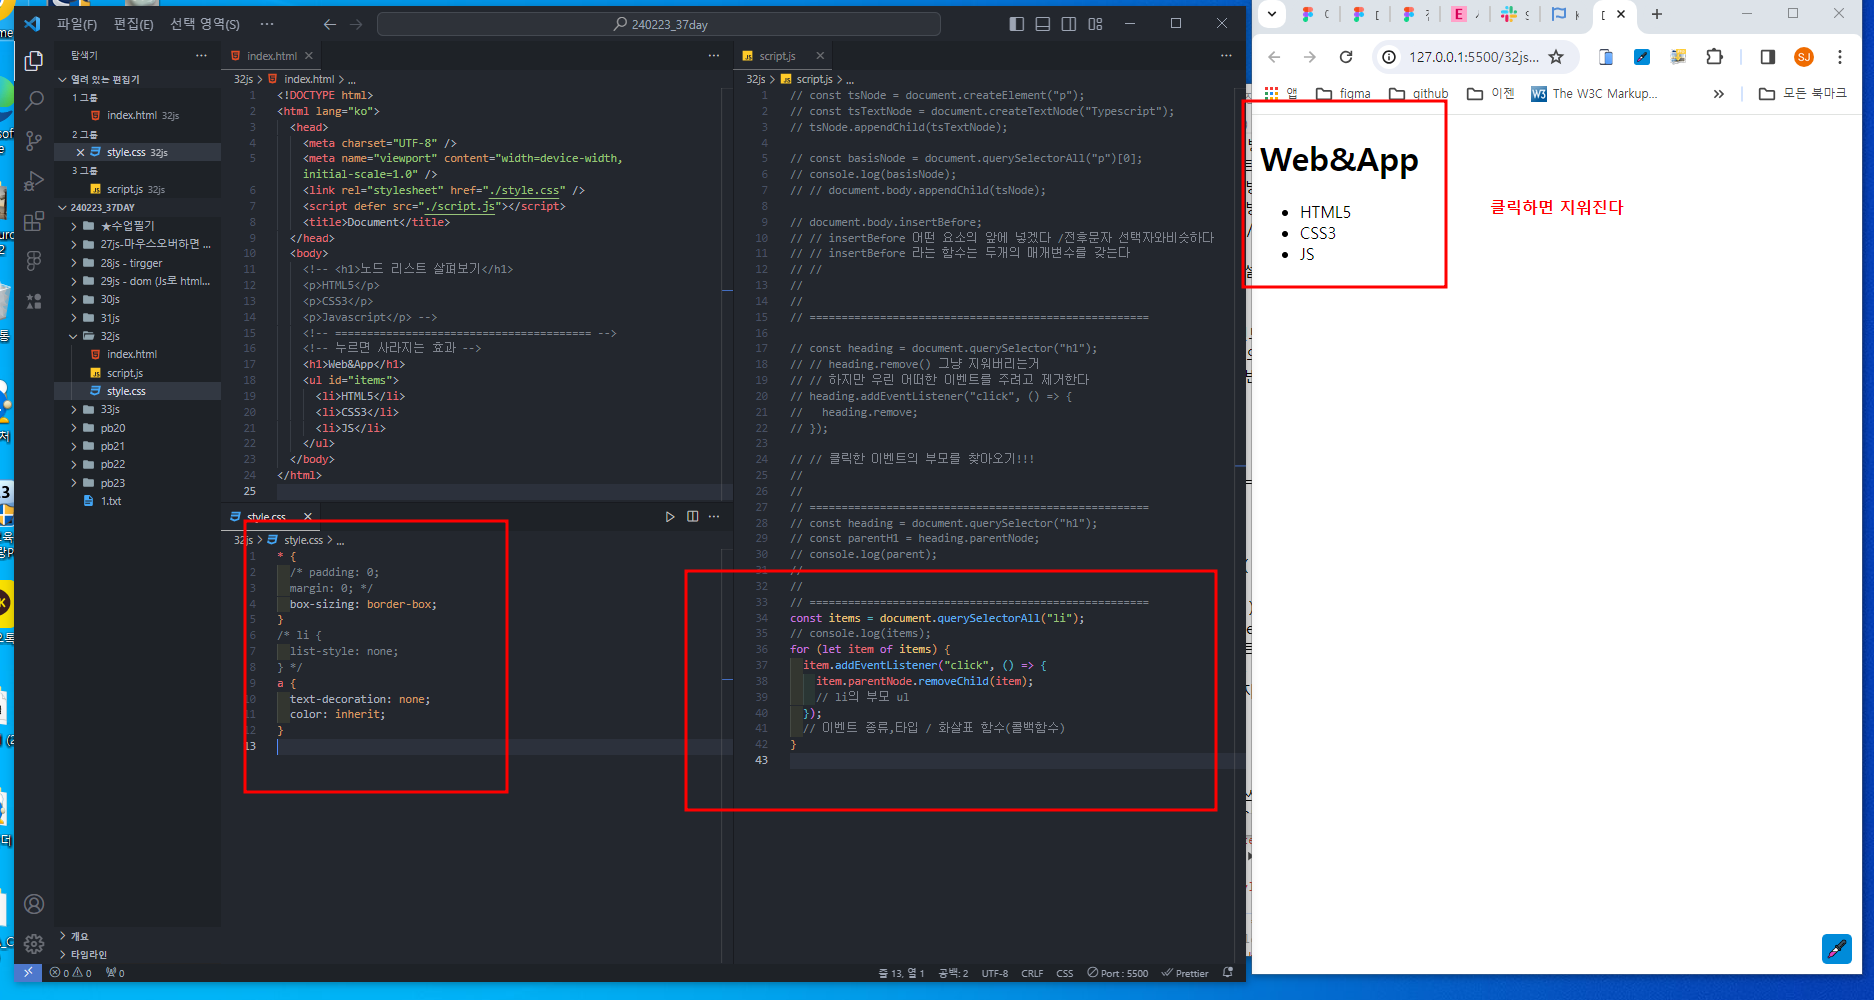 파일(F) 편집(E) 선택 영역(S) ··· 240223_37day
탐색기
열려 있는 편집기
1 그룹
index.html 32js
2 그룹
style.css 32js
3 그룹
script.js 32js
240223_37DAY
★수업필기
27js-마우스오버하면 ...
28js - tirgger
29js - dom (Js로 html...
30js
31js
32js
index.html
script.js
style.css
33js
pb20
pb21
pb22
pb23
1.txt
개요
타임라인
index.html
32js > index.html > ...
1 <!DOCTYPE html>
2 <html lang="ko">
3 <head>
4 <meta charset="UTF-8" />
5 <meta name="viewport" content="width=device-width,
initial-scale=1.0" />
6 <link rel="stylesheet" href="./style.css" />
7 <script defer src="./script.js"></script>
8 <title>Document</title>
9 </head>
10 <body>
11 <!-- <h1>노드 리스트 살펴보기</h1>
12 <p>HTML5</p>
13 <p>CSS3</p>
14 <p>Javascript</p> -->
15 <!-- ======================================== -->
16 <!-- 누르면 사라지는 효과 -->
17 <h1>Web&App</h1>
18 <ul id="items">
19 <li>HTML5</li>
20 <li>CSS3</li>
21 <li>JS</li>
22 </ul>
23 </body>
24 </html>
25
style.css
32js > style.css > ...
1 * {
2 /* padding: 0;
3 margin: 0; */
4 box-sizing: border-box;
5 }
6 /* li {
7 list-style: none;
8 } */
9 a {
10 text-decoration: none;
11 color: inherit;
12 }
13
script.js
32js > script.js > ...
1 // const tsNode = document.createElement("p");
2 // const tsTextNode = document.createTextNode("Typescript");
3 // tsNode.appendChild(tsTextNode);
4
5 // const basisNode = document.querySelectorAll("p")[0];
6 // console.log(basisNode);
7 // // document.body.appendChild(tsNode);
8
9 // document.body.insertBefore;
10 // // insertBefore 어떤 요소의 앞에 넣겠다 /전후문자 선택자와비슷하다
11 // // insertBefore 라는 함수는 두개의 매개변수를 갖는다
12 // //
13 //
14 //
15 // =====================================================
16
17 // const heading = document.querySelector("h1");
18 // // heading.remove() 그냥 지워버리는거
19 // // 하지만 우린 어떠한 이벤트를 주려고 제거한다
20 // heading.addEventListener("click", () => {
21 // heading.remove;
22 // });
23
24 // // 클릭한 이벤트의 부모를 찾아오기!!!
25 //
26 //
27 // =====================================================
28 // const heading = document.querySelector("h1");
29 // const parentH1 = heading.parentNode;
30 // console.log(parent);
31 //
32 //
33 // =====================================================
34 const items = document.querySelectorAll("li");
35 // console.log(items);
36 for (let item of items) {
37 item.addEventListener("click", () => {
38 item.parentNode.removeChild(item);
39 // li의 부모 ul
40 });
41 // 이벤트 종류,타입 / 화살표 함수(콜백함수)
42 }
43
0 0 0 줄 13, 열 1 공백: 2 UTF-8 CRLF CSS Port : 5500 Prettier
127.0.0.1:5500/32js... SJ
앱 figma github 이젠 W3 The W3C Markup... » 모든 북마크
Web&App
• HTML5
• CSS3
• JS
클릭하면 지워진다